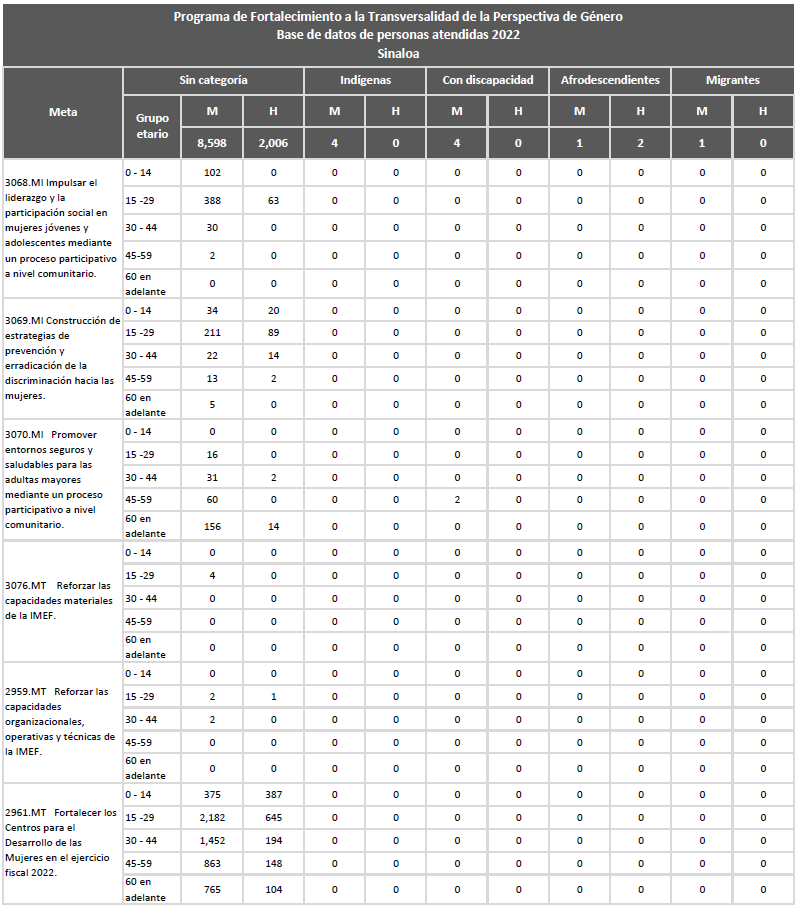 Programa de Fortalecimiento a la Transversalidad de la Perspectiva de Género
Base de datos de personas atendidas 2022
Sinaloa
Meta Sin categoría Indígenas Con discapacidad Afrodescendientes Migrantes
Grupo etario M H M H M H M H M H
8,598 2,006 4 0 4 0 1 2 1 0
3068.MI Impulsar el
liderazgo y la
participación social en
mujeres jóvenes y
adolescentes mediante
un proceso participativo
a nivel comunitario.
0 - 14 102 0 0 0 0 0 0 0 0 0
15 -29 388 63 0 0 0 0 0 0 0 0
30 - 44 30 0 0 0 0 0 0 0 0 0
45-59 2 0 0 0 0 0 0 0 0 0
60 en adelante 0 0 0 0 0 0 0 0 0 0
3069.MI Construcción de
estrategias de
prevención y
erradicación de la
discriminación hacia las
mujeres.
0 - 14 34 20 0 0 0 0 0 0 0 0
15 -29 211 89 0 0 0 0 0 0 0 0
30 - 44 22 14 0 0 0 0 0 0 0 0
45-59 13 2 0 0 0 0 0 0 0 0
60 en adelante 5 0 0 0 0 0 0 0 0 0
3070.MI Promover
entornos seguros y
saludables para las
adultas mayores
mediante un proceso
participativo a nivel
comunitario.
0 - 14 0 0 0 0 0 0 0 0 0 0
15 -29 16 0 0 0 0 0 0 0 0 0
30 - 44 31 2 0 0 0 0 0 0 0 0
45-59 60 0 0 0 2 0 0 0 0 0
60 en adelante 156 14 0 0 0 0 0 0 0 0
3076.MT Reforzar las
capacidades materiales
de la IMEF.
0 - 14 0 0 0 0 0 0 0 0 0 0
15 -29 4 0 0 0 0 0 0 0 0 0
30 - 44 0 0 0 0 0 0 0 0 0 0
45-59 0 0 0 0 0 0 0 0 0 0
60 en adelante 0 0 0 0 0 0 0 0 0 0
2959.MT Reforzar las
capacidades
organizacionales,
operativas y técnicas de
la IMEF.
0 - 14 0 0 0 0 0 0 0 0 0 0
15 -29 2 1 0 0 0 0 0 0 0 0
30 - 44 2 0 0 0 0 0 0 0 0 0
45-59 0 0 0 0 0 0 0 0 0 0
60 en adelante 0 0 0 0 0 0 0 0 0 0
2961.MT Fortalecer los
Centros para el
Desarrollo de las
Mujeres en el ejercicio
fiscal 2022.
0 - 14 375 387 0 0 0 0 0 0 0 0
15 -29 2,182 645 0 0 0 0 0 0 0 0
30 - 44 1,452 194 0 0 0 0 0 0 0 0
45-59 863 148 0 0 0 0 0 0 0 0
60 en adelante 765 104 0 0 0 0 0 0 0 0